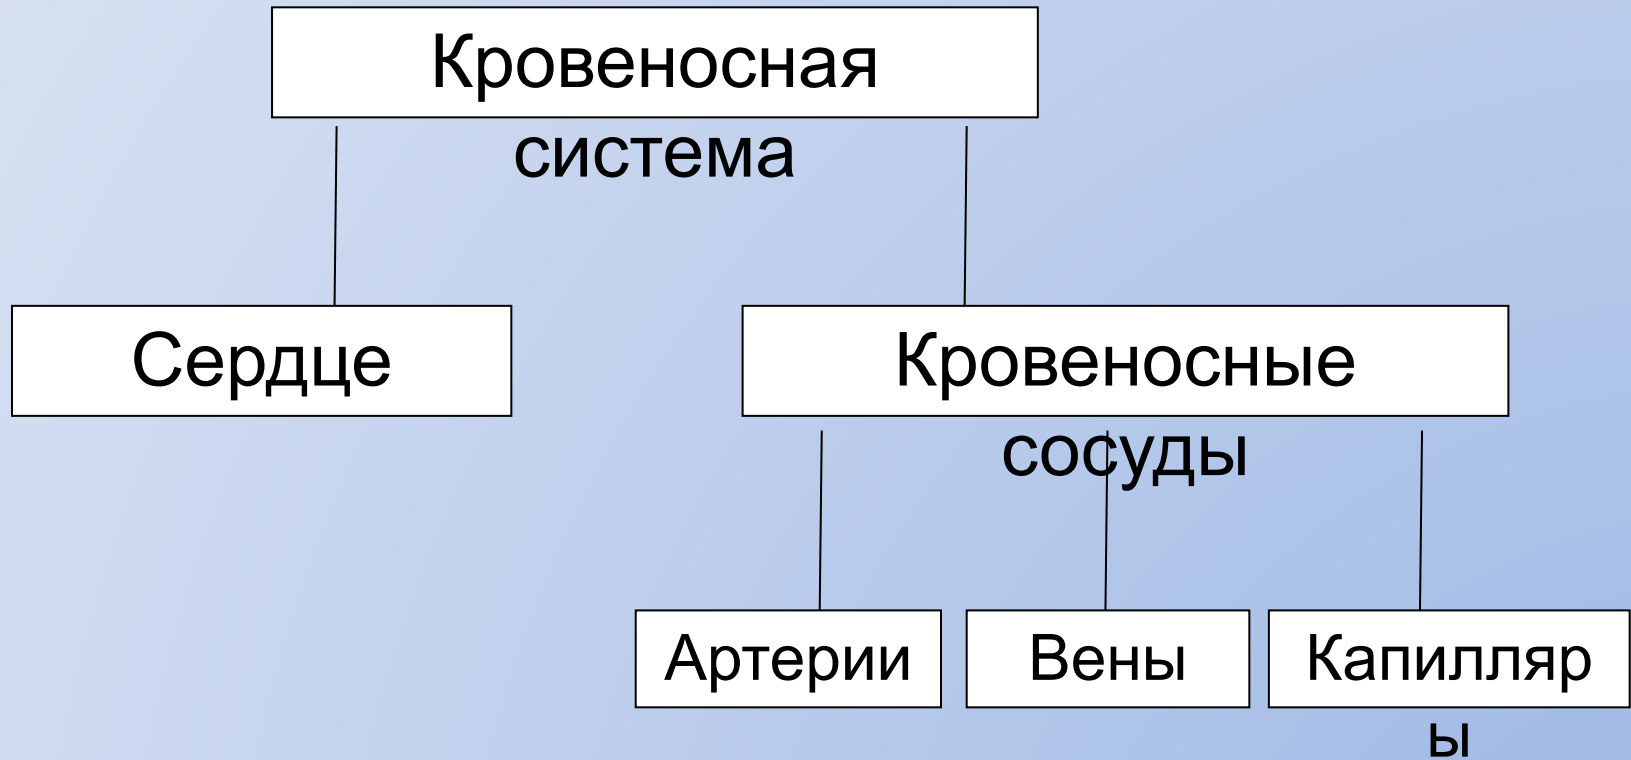 Кровеносная
система
Сердце
Кровеносные
сосуды
Артерии
Вены
Капилляр
ы